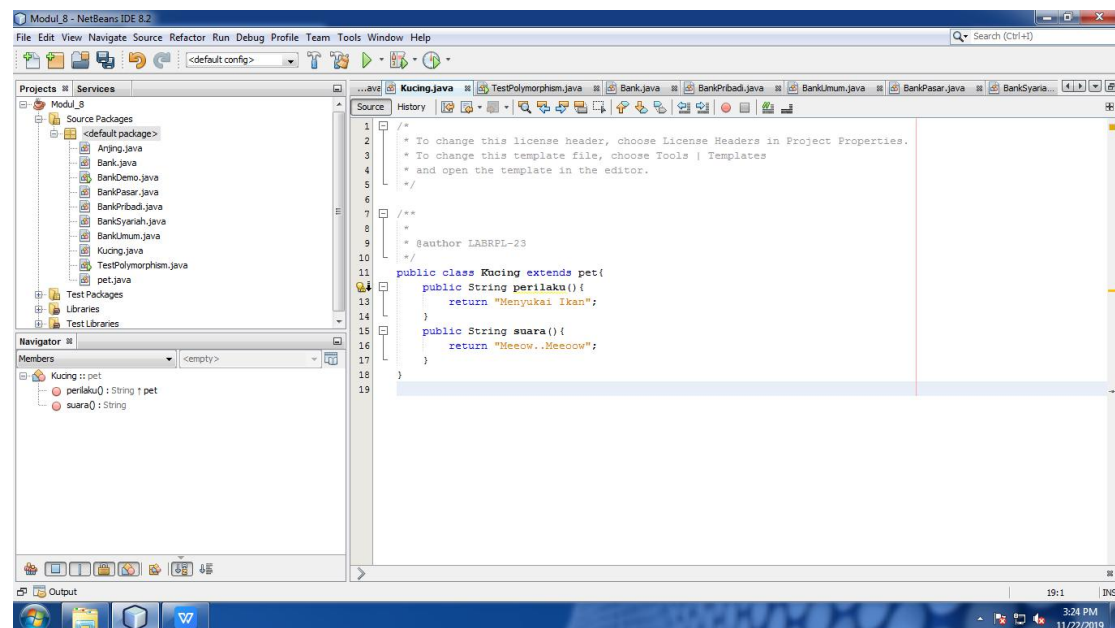 Modul_8 - NetBeans IDE 8.2
File Edit View Navigate Source Refactor Run Debug Profile Team Tools Window Help
Search (Ctrl+I)
<default config>
Projects Services
Modul_8
Source Packages
<default package>
Anjing.java
Bank.java
BankDemo.java
BankPasar.java
BankPribadi.java
BankSyariah.java
BankUmum.java
Kucing.java
TestPolymorphism.java
pet.java
Test Packages
Libraries
Test Libraries
Navigator
Members <empty>
Kucing :: pet
perilaku() : String ↑ pet
suara() : String
...ava Kucing.java TestPolymorphism.java Bank.java BankPribadi.java BankUmum.java BankPasar.java BankSyaria...
Source History
1 /*
2 * To change this license header, choose License Headers in Project Properties.
3 * To change this template file, choose Tools | Templates
4 * and open the template in the editor.
5 */
6
7 /**
8 *
9 * @author LABRPL-23
10 */
11 public class Kucing extends pet{
public String perilaku(){
13 return "Menyukai Ikan";
14 }
15 public String suara(){
16 return "Meeow..Meeoow";
17 }
18 }
19
Output
19:1 INS
3:24 PM
11/22/2019